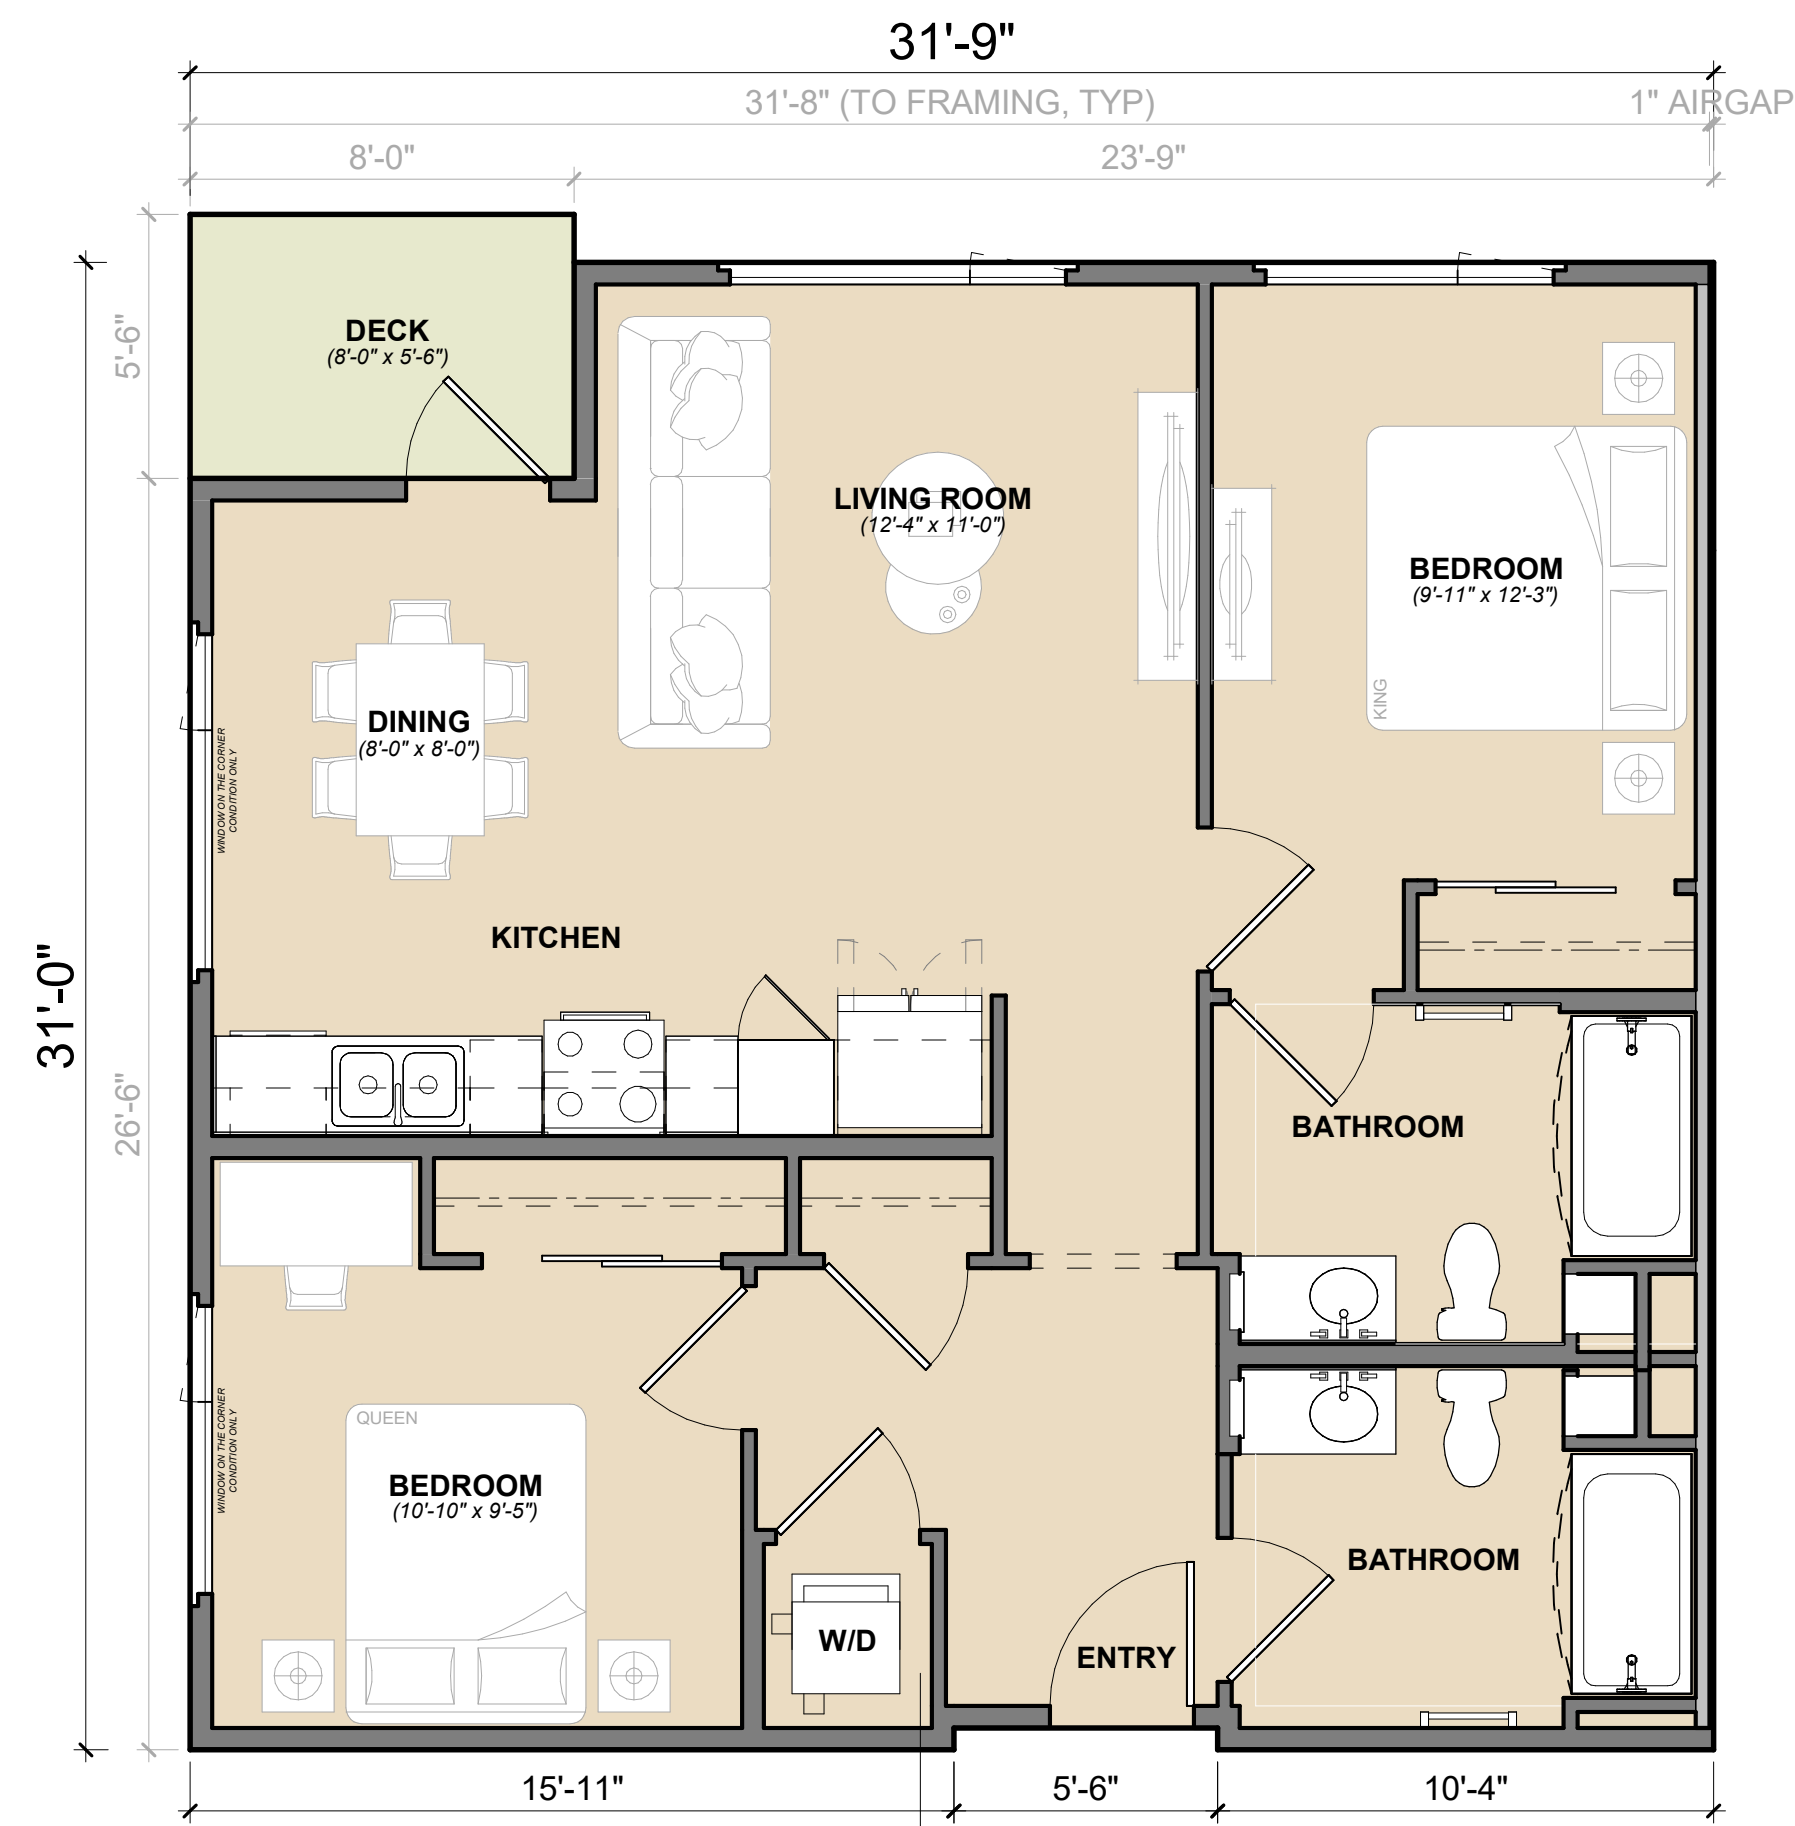 31'-9"
31'-8" (TO FRAMING, TYP)
1" AIRGAP
8'-0"
23'-9"
5'-6"
DECK
(8'-0" x 5'-6")
LIVING ROOM
(12'-4" x 11'-0")
BEDROOM
(9'-11" x 12'-3")
KING
DINING
(8'-0" x 8'-0")
WINDOW ON THE CORNER
CONDITION ONLY
KITCHEN
31'-0"
26'-6"
BATHROOM
QUEEN
WINDOW ON THE CORNER
CONDITION ONLY
BEDROOM
(10'-10" x 9'-5")
BATHROOM
W/D
ENTRY
15'-11"
5'-6"
10'-4"